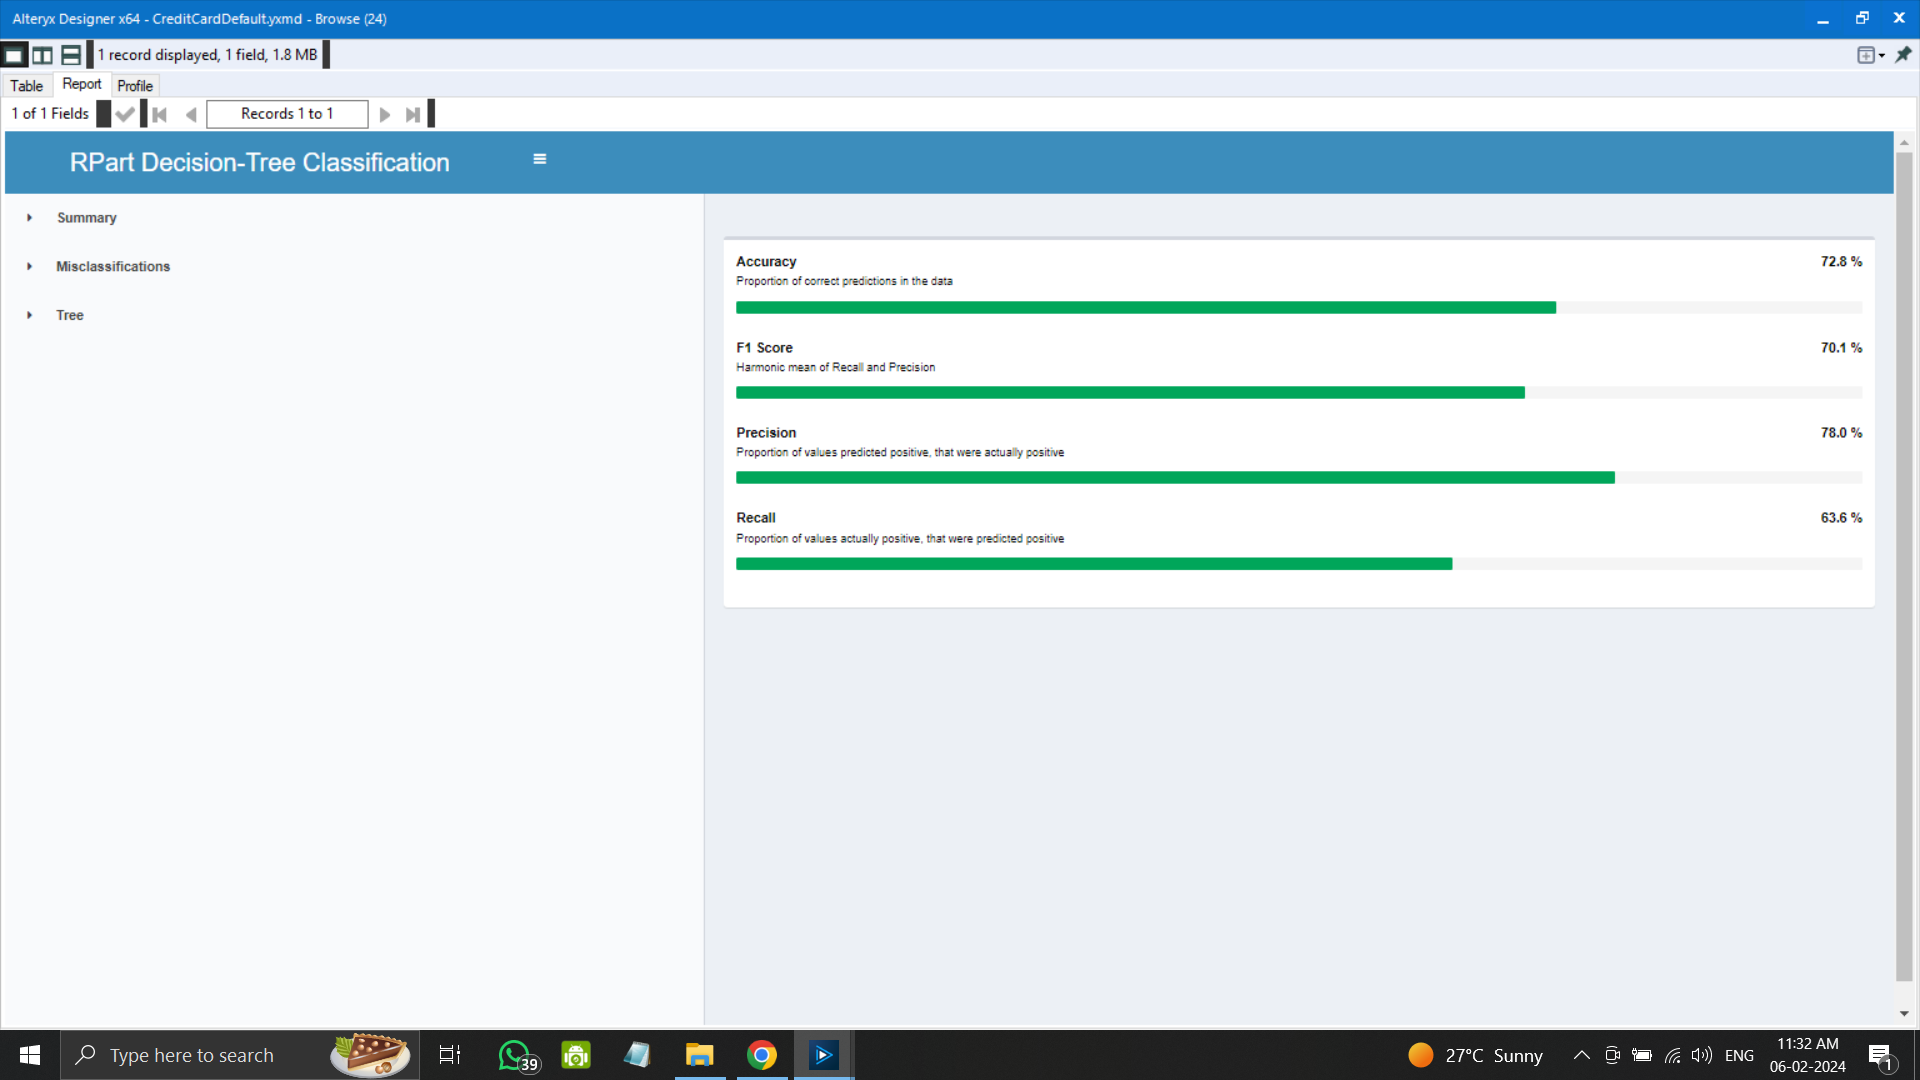 Alteryx Designer x64 - CreditCardDefault.yxmd - Browse (24)
1 record displayed, 1 field, 1.8 MB
Table Report Profile
1 of 1 Fields Records 1 to 1
RPart Decision-Tree Classification
Summary
Misclassifications
Tree
Accuracy 72.8 %
Proportion of correct predictions in the data
F1 Score 70.1 %
Harmonic mean of Recall and Precision
Precision 78.0 %
Proportion of values predicted positive, that were actually positive
Recall 63.6 %
Proportion of values actually positive, that were predicted positive
Type here to search 39 27°C Sunny ENG 11:32 AM
06-02-2024 1